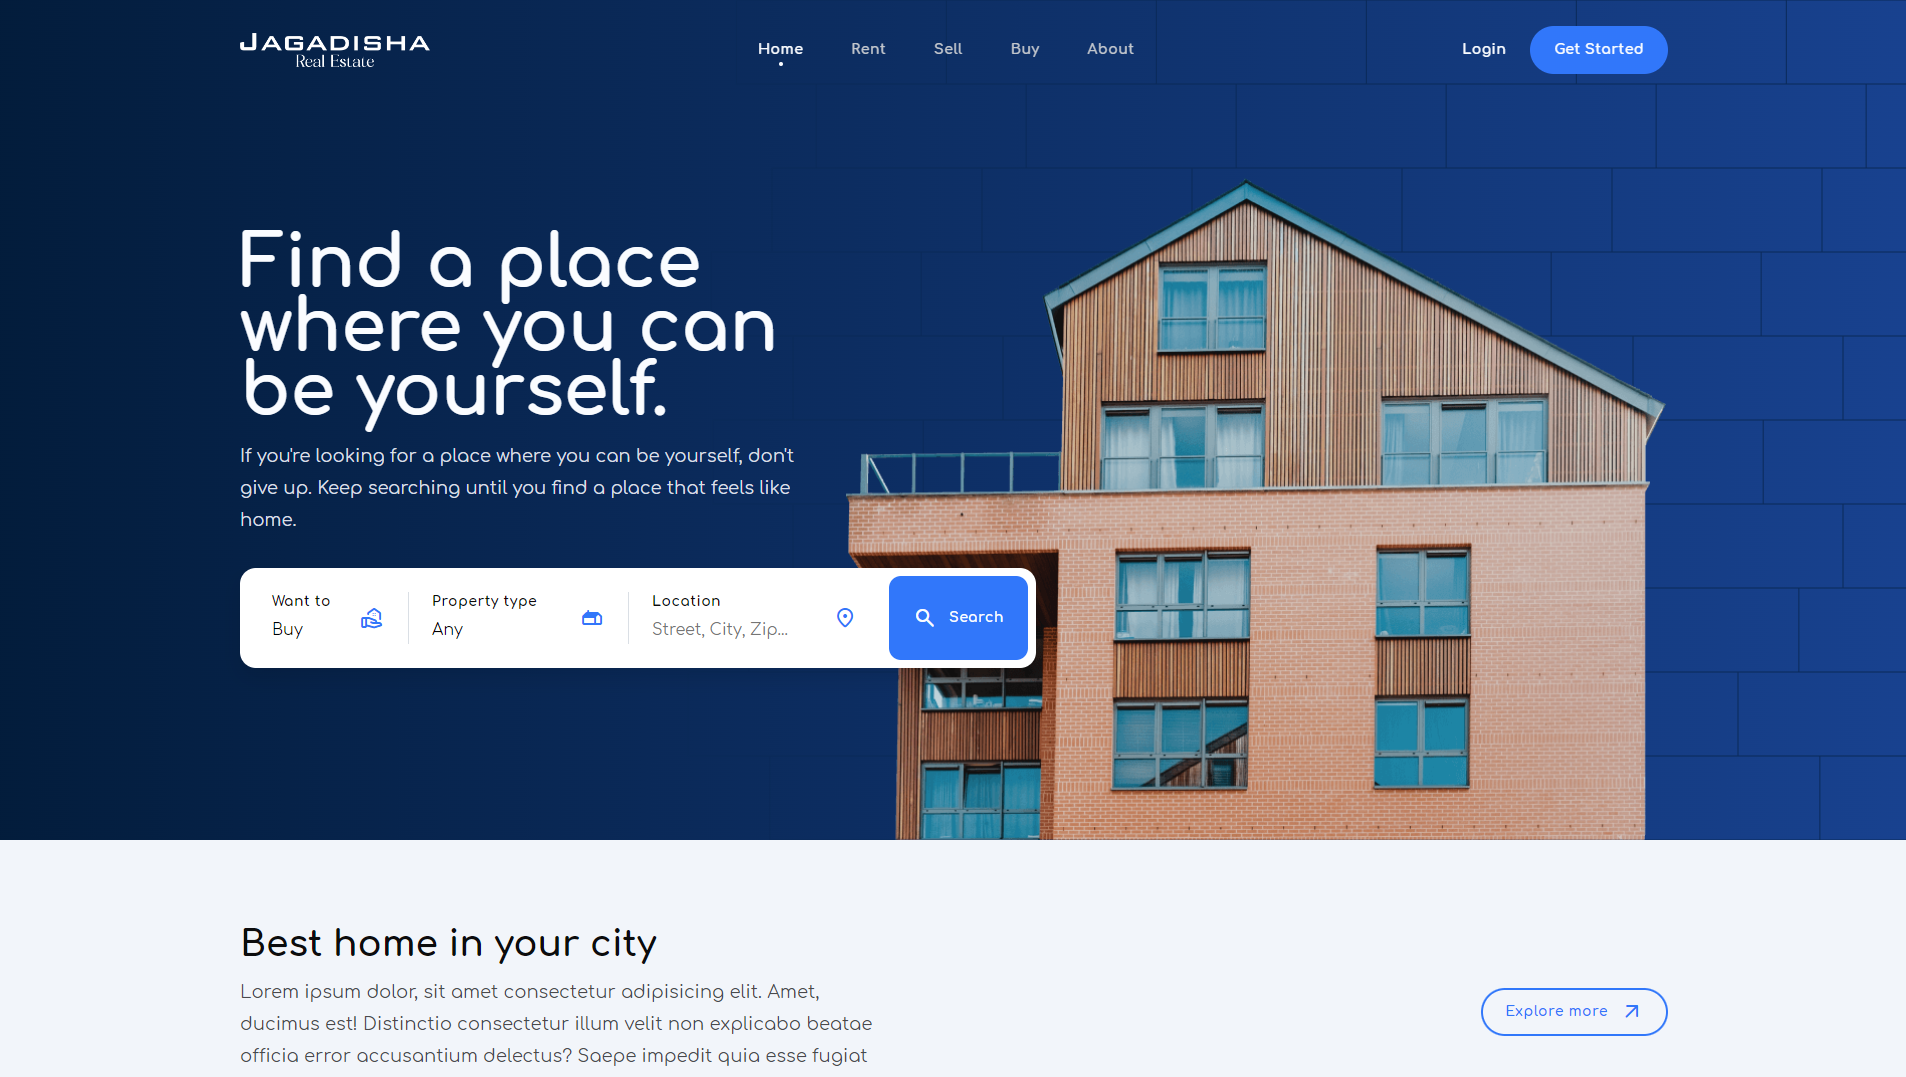 JAGADISHA
Real Estate
Home
Rent
Sell
Buy
About
Login
Get Started
Find a place
where you can
be yourself.
If you're looking for a place where you can be yourself, don't
give up. Keep searching until you find a place that feels like
home.
Want to
Buy
Property type
Any
Location
Street, City, Zip...
Search
Best home in your city
Lorem ipsum dolor, sit amet consectetur adipisicing elit. Amet,
ducimus est! Distinctio consectetur illum velit non explicabo beatae
officia error accusantium delectus? Saepe impedit quia esse fugiat
Explore more